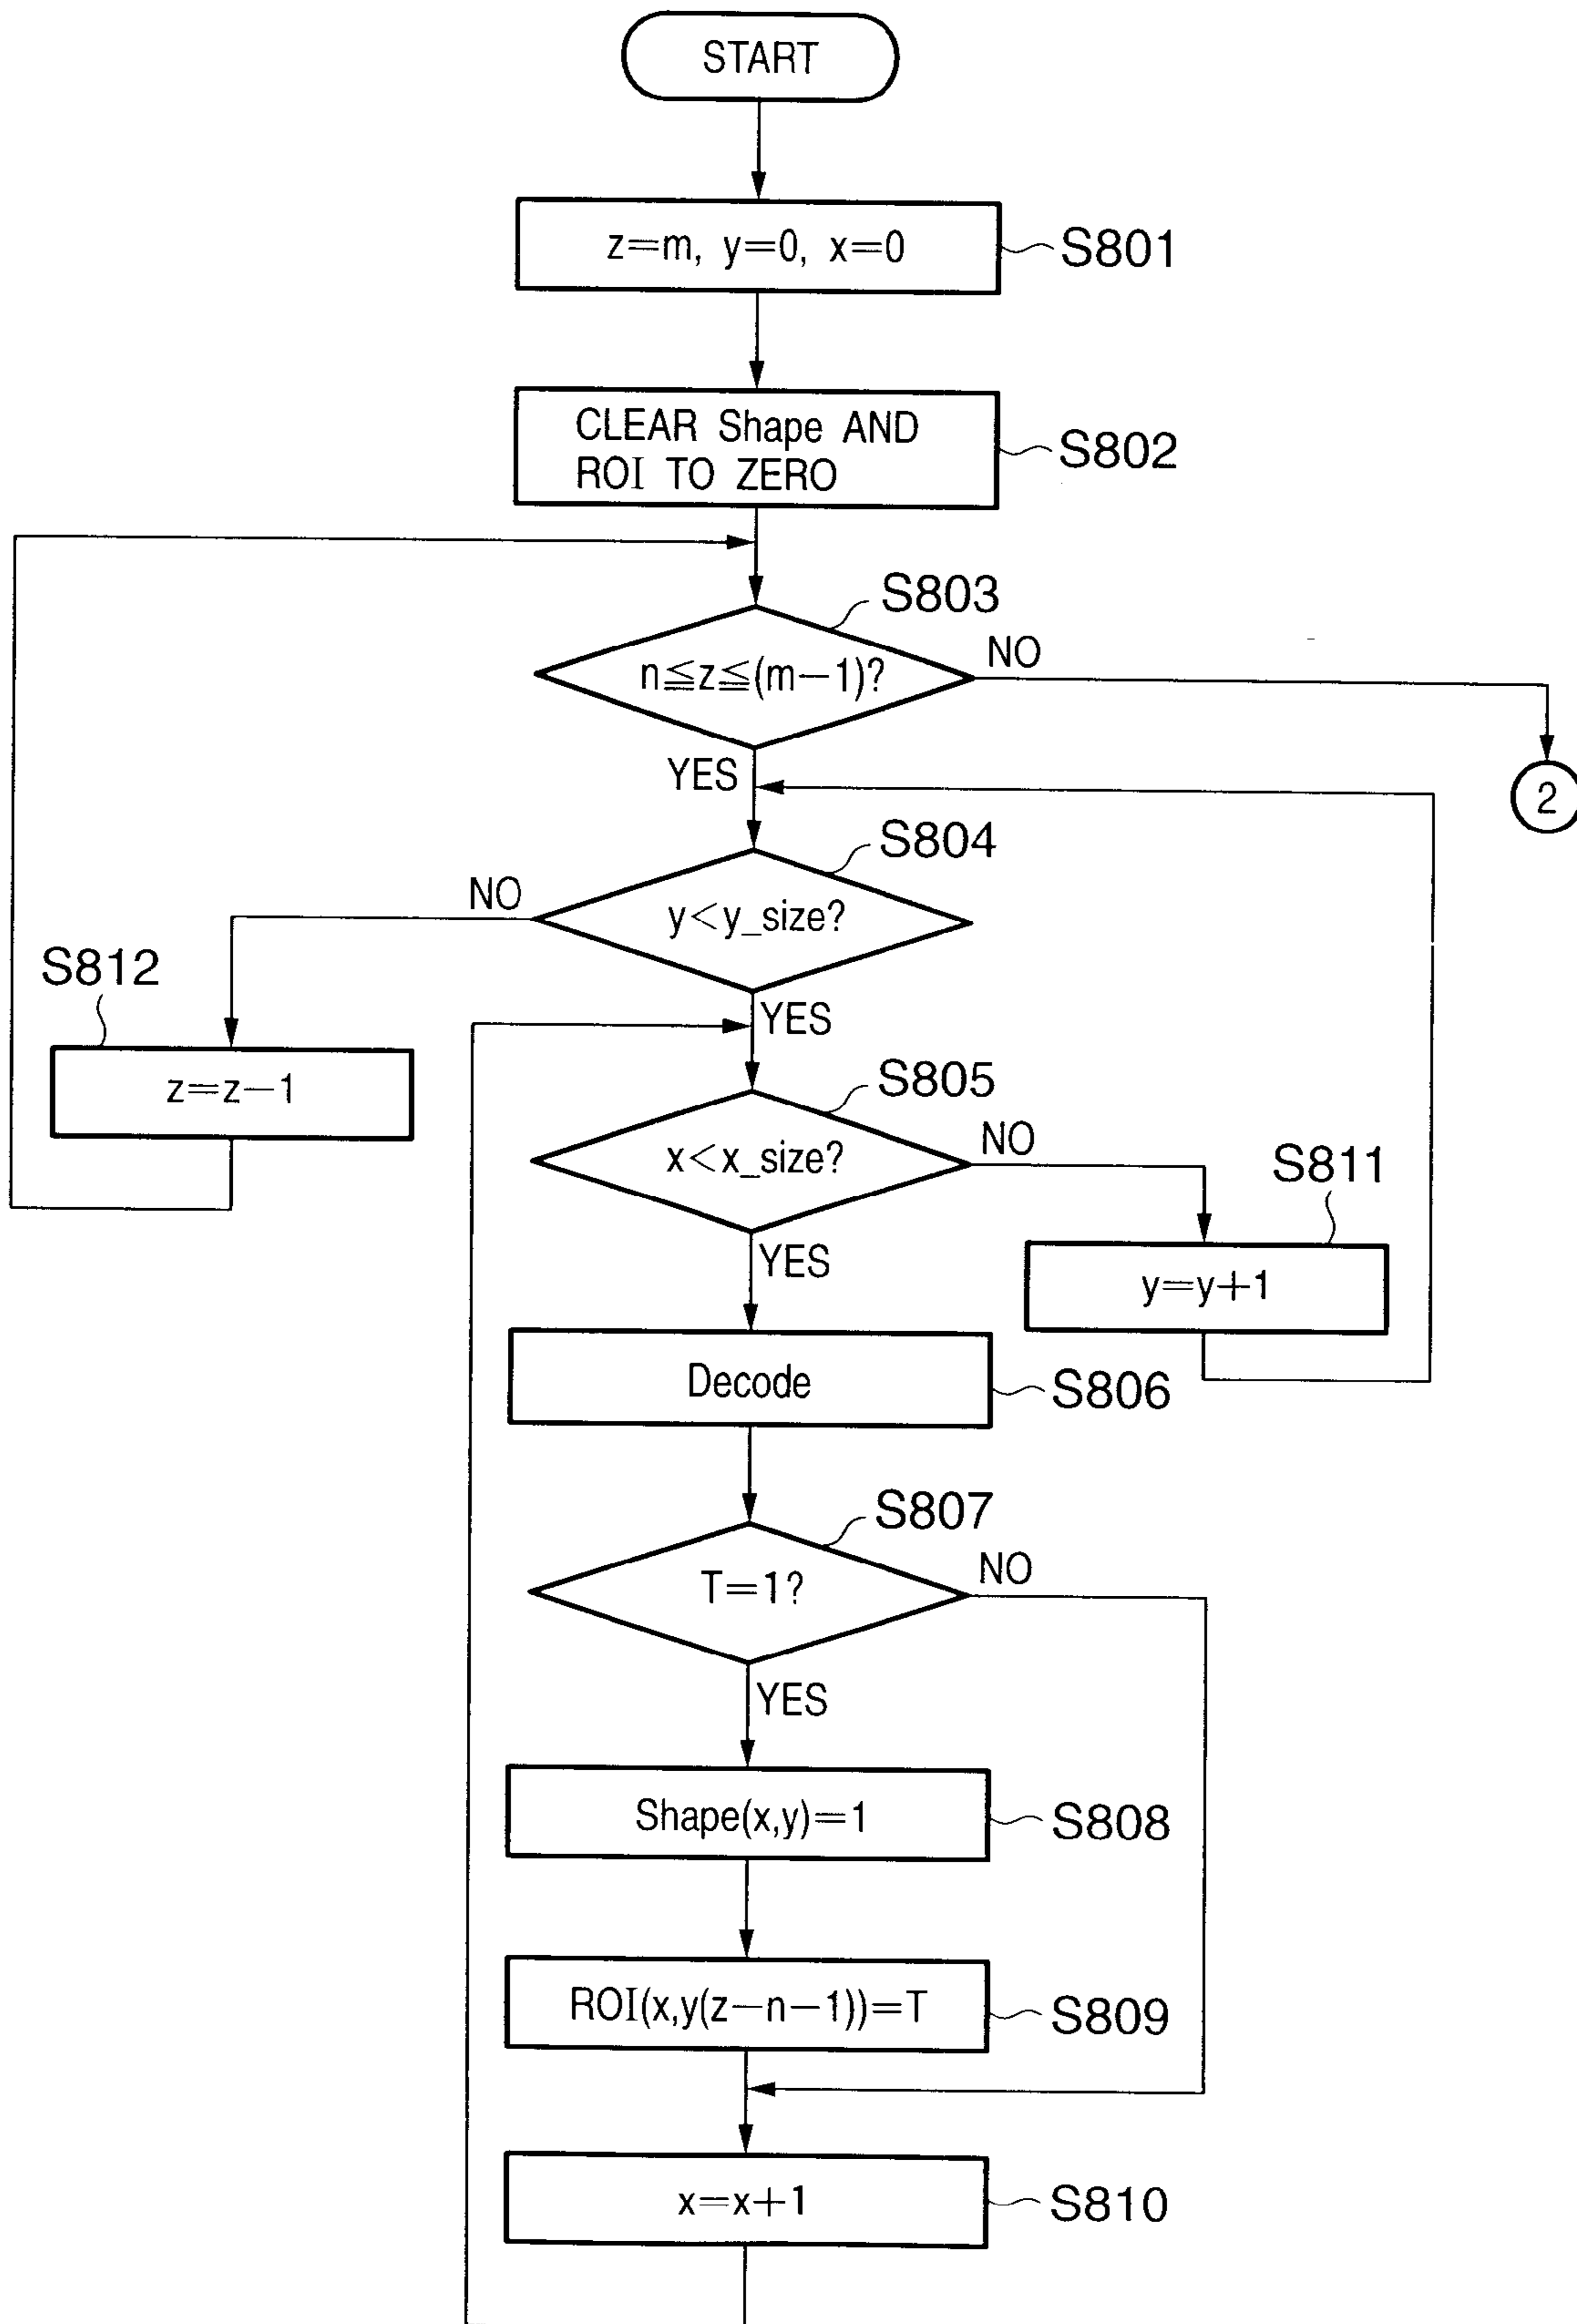 START
z=m, y=0, x=0
S801
CLEAR Shape AND
ROI TO ZERO
S802
S803
n≦z≦(m−1)?
NO
YES
2
S804
NO
y<y_size?
S812
YES
z=z−1
S805
x<x_size?
NO
S811
YES
y=y+1
Decode
S806
S807
T=1?
NO
YES
Shape(x,y)=1
S808
ROI(x,y(z−n−1))=T
S809
x=x+1
S810